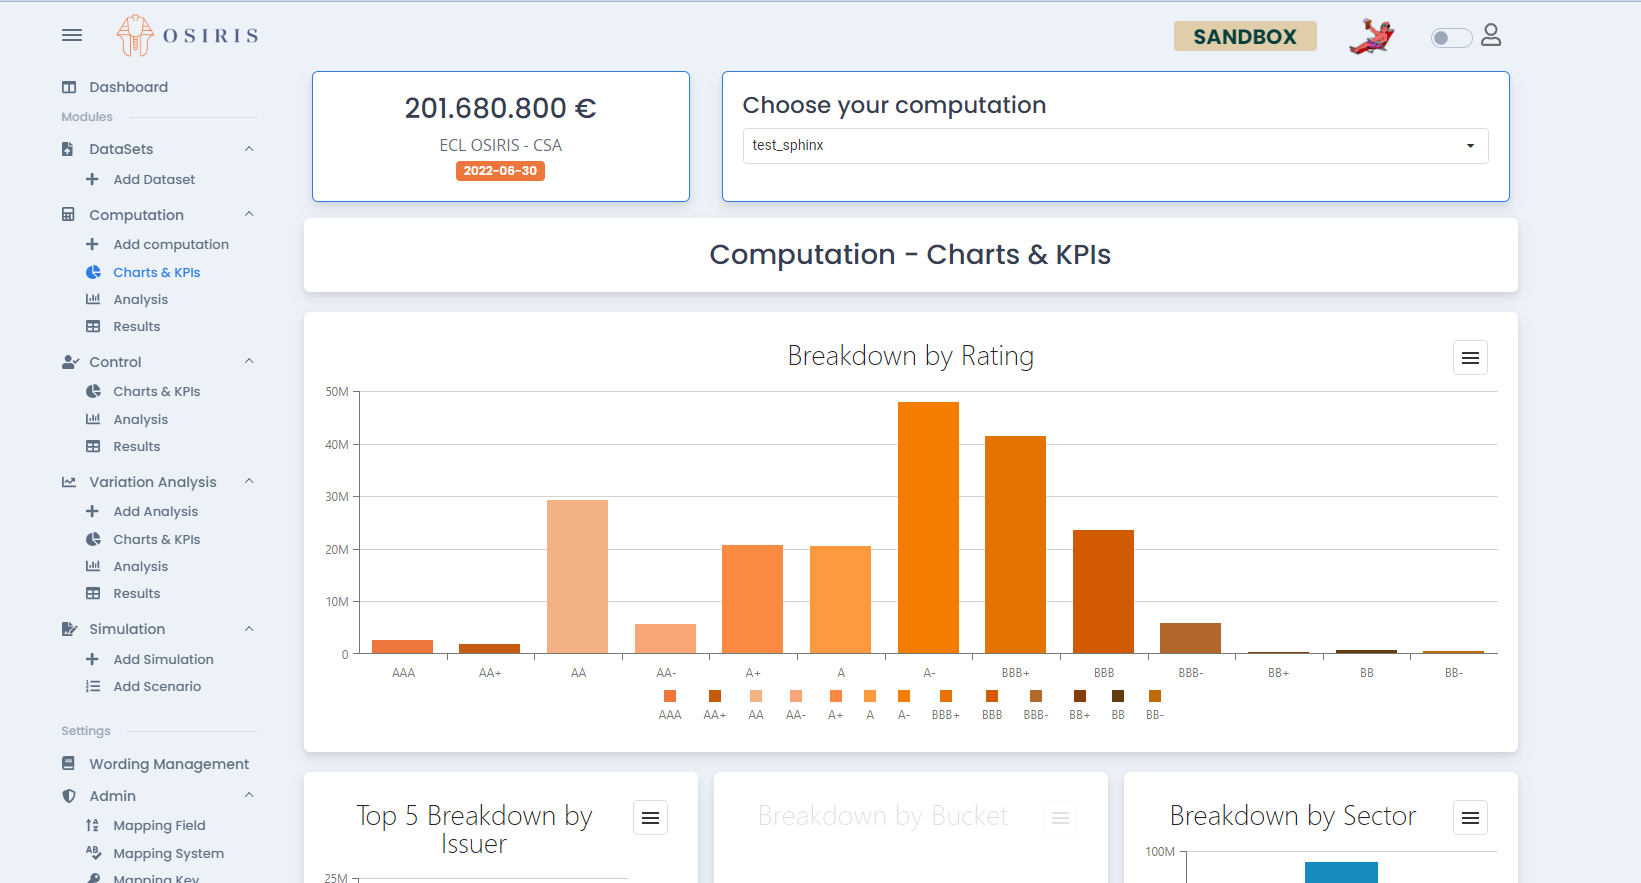 OSIRIS
SANDBOX
Dashboard
Modules
DataSets
Add Dataset
Computation
Add computation
Charts & KPIs
Analysis
Results
Control
Charts & KPIs
Analysis
Results
Variation Analysis
Add Analysis
Charts & KPIs
Analysis
Results
Simulation
Add Simulation
Add Scenario
Settings
Wording Management
Admin
Mapping Field
Mapping System
Mapping Key
201.680.800 €
ECL OSIRIS - CSA
2022-06-30
Choose your computation
test_sphinx
Computation - Charts & KPIs
Breakdown by Rating
50M
40M
30M
20M
10M
0
AAA AA+ AA AA- A+ A A- BBB+ BBB BBB- BB+ BB BB-
AAA AA+ AA AA- A+ A A- BBB+ BBB BBB- BB+ BB BB-
Top 5 Breakdown by
Issuer
25M
Breakdown by Bucket
Breakdown by Sector
100M